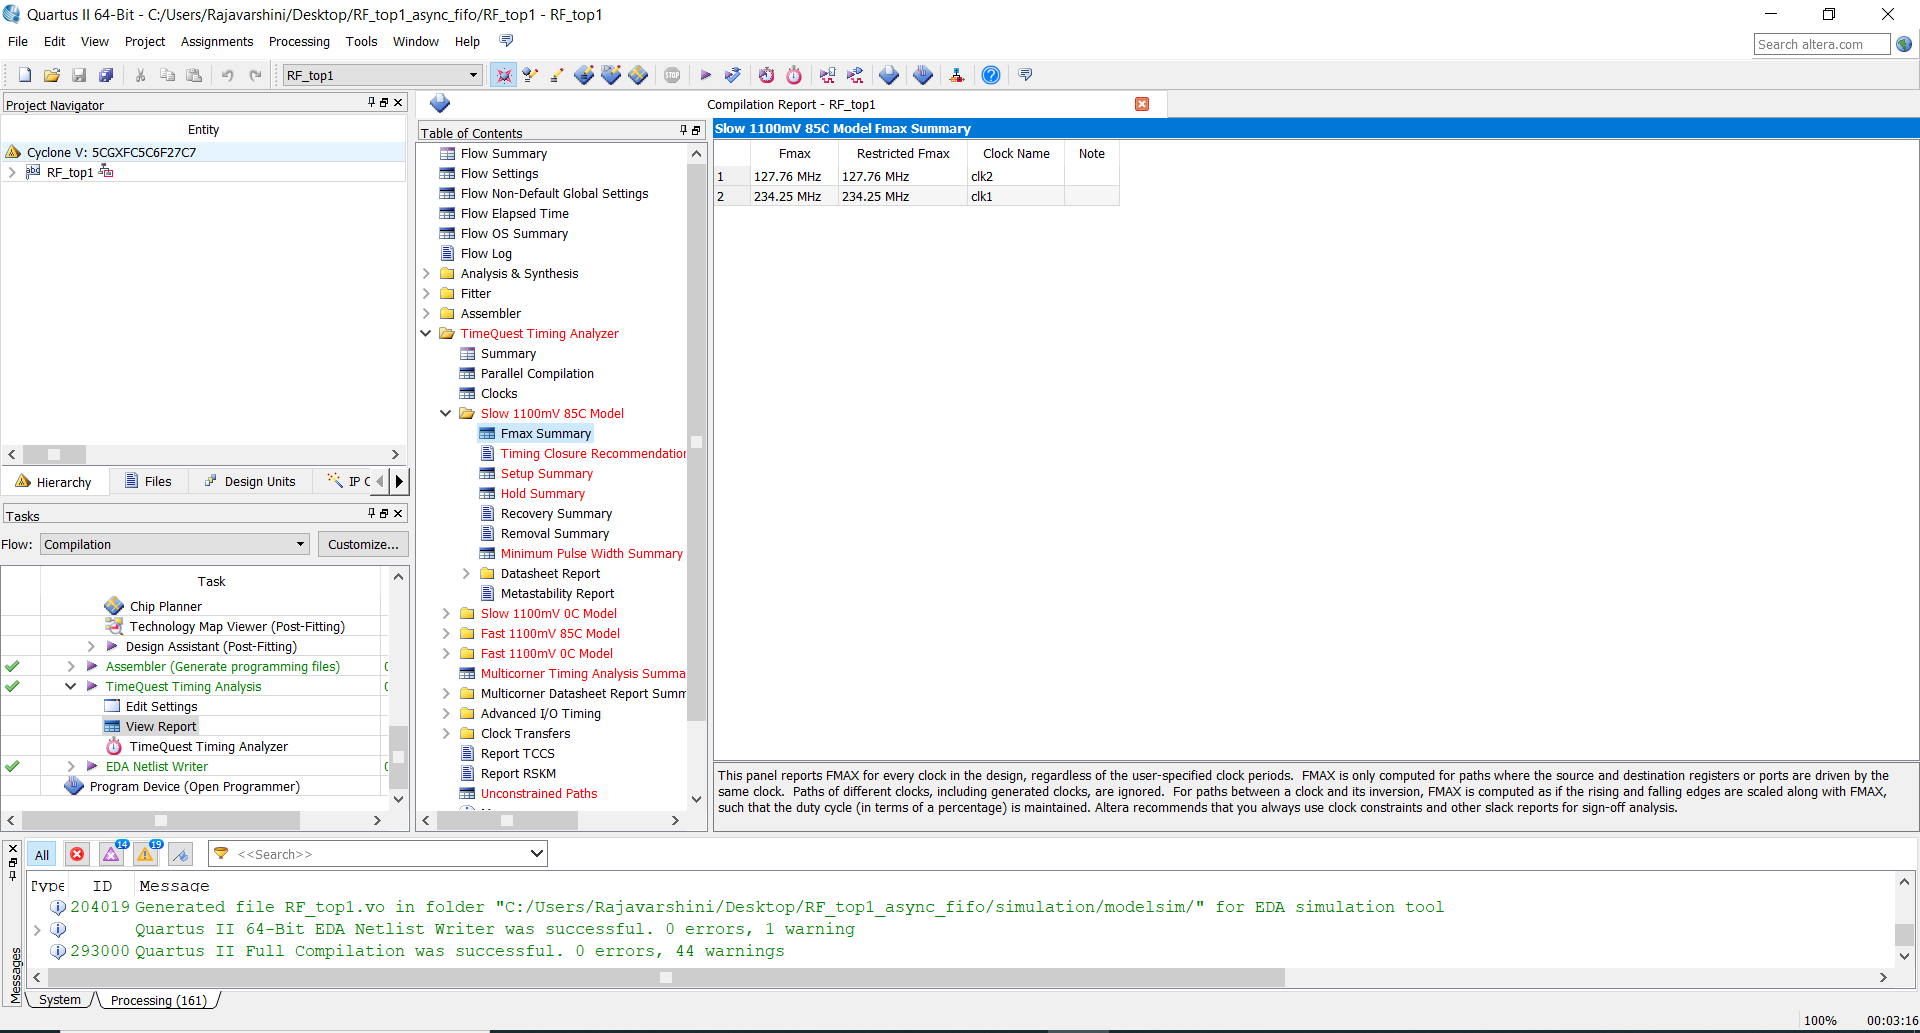 Quartus II 64-Bit - C:/Users/Rajavarshini/Desktop/RF_top1_async_fifo/RF_top1 - RF_top1
File Edit View Project Assignments Processing Tools Window Help
Search altera.com
RF_top1
STOP
Project Navigator
Entity
Cyclone V: 5CGXFC5C6F27C7
abd RF_top1
Hierarchy Files Design Units IP C
Tasks
Flow: Compilation Customize...
Task
Chip Planner
Technology Map Viewer (Post-Fitting)
Design Assistant (Post-Fitting)
Assembler (Generate programming files)
TimeQuest Timing Analysis
Edit Settings
View Report
TimeQuest Timing Analyzer
EDA Netlist Writer
Program Device (Open Programmer)
Compilation Report - RF_top1
Table of Contents
Flow Summary
Flow Settings
Flow Non-Default Global Settings
Flow Elapsed Time
Flow OS Summary
Flow Log
Analysis & Synthesis
Fitter
Assembler
TimeQuest Timing Analyzer
Summary
Parallel Compilation
Clocks
Slow 1100mV 85C Model
Fmax Summary
Timing Closure Recommendation
Setup Summary
Hold Summary
Recovery Summary
Removal Summary
Minimum Pulse Width Summary
Datasheet Report
Metastability Report
Slow 1100mV 0C Model
Fast 1100mV 85C Model
Fast 1100mV 0C Model
Multicorner Timing Analysis Summa
Multicorner Datasheet Report Summ
Advanced I/O Timing
Clock Transfers
Report TCCS
Report RSKM
Unconstrained Paths
Slow 1100mV 85C Model Fmax Summary
Fmax Restricted Fmax Clock Name Note
1 127.76 MHz 127.76 MHz clk2
2 234.25 MHz 234.25 MHz clk1
This panel reports FMAX for every clock in the design, regardless of the user-specified clock periods. FMAX is only computed for paths where the source and destination registers or ports are driven by the
same clock. Paths of different clocks, including generated clocks, are ignored. For paths between a clock and its inversion, FMAX is computed as if the rising and falling edges are scaled along with FMAX,
such that the duty cycle (in terms of a percentage) is maintained. Altera recommends that you always use clock constraints and other slack reports for sign-off analysis.
All 14 19 <<Search>>
Type ID Message
204019 Generated file RF_top1.vo in folder "C:/Users/Rajavarshini/Desktop/RF_top1_async_fifo/simulation/modelsim/" for EDA simulation tool
Quartus II 64-Bit EDA Netlist Writer was successful. 0 errors, 1 warning
293000 Quartus II Full Compilation was successful. 0 errors, 44 warnings
Messages
System Processing (161)
100% 00:03:16